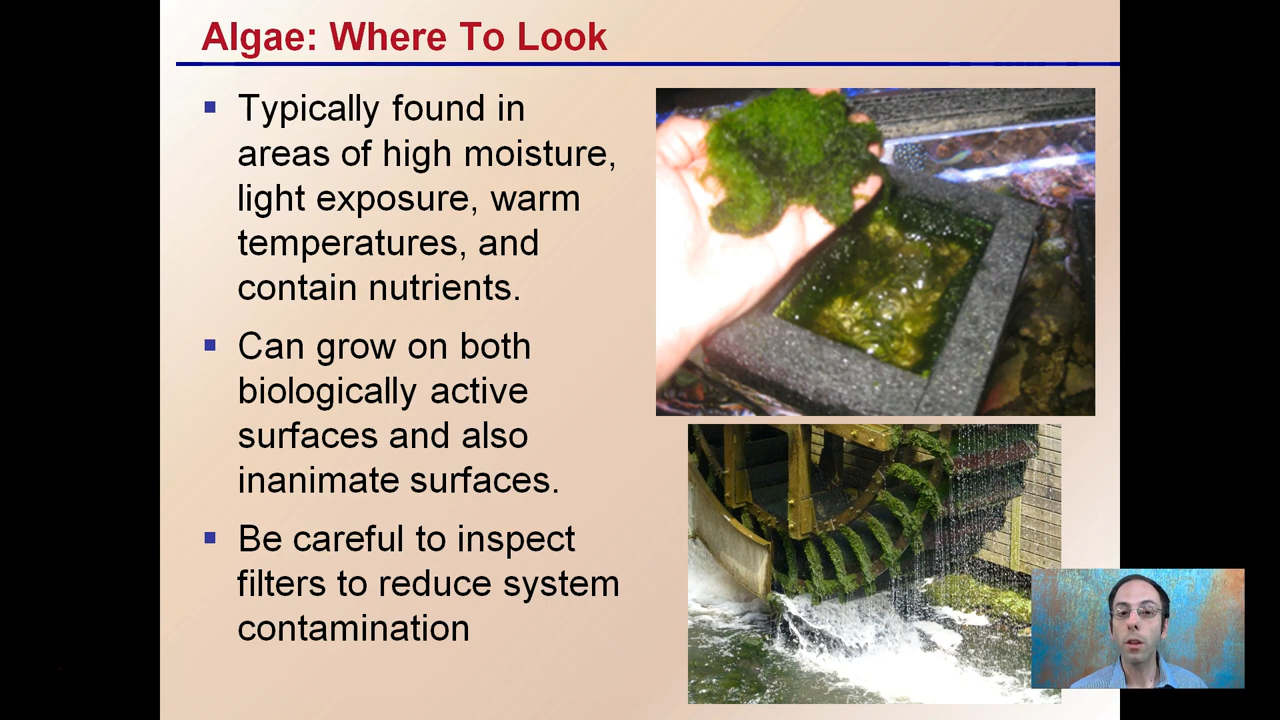 Algae: Where To Look
Typically found in
areas of high moisture,
light exposure, warm
temperatures, and
contain nutrients.
Can grow on both
biologically active
surfaces and also
inanimate surfaces.
Be careful to inspect
filters to reduce system
contamination